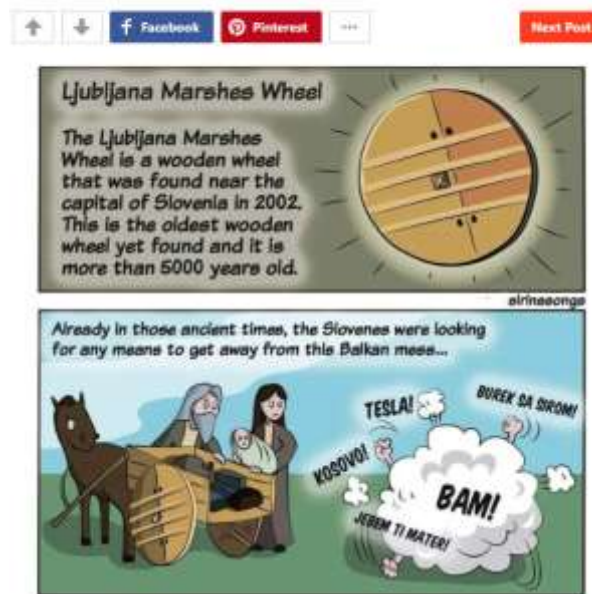 Facebook
Pinterest
Next Post
Ljubljana Marshes Wheel
The Ljubljana Marshes
Wheel is a wooden wheel
that was found near the
capital of Slovenia in 2002.
This is the oldest wooden
wheel yet found and it is
more than 5000 years old.
sirinsongs
Already in those ancient times, the Slovenes were looking
for any means to get away from this Balkan mess...
TESLA!
BUREK SA SIROM!
KOSOVO!
BAM!
JEBEM TI MATER!